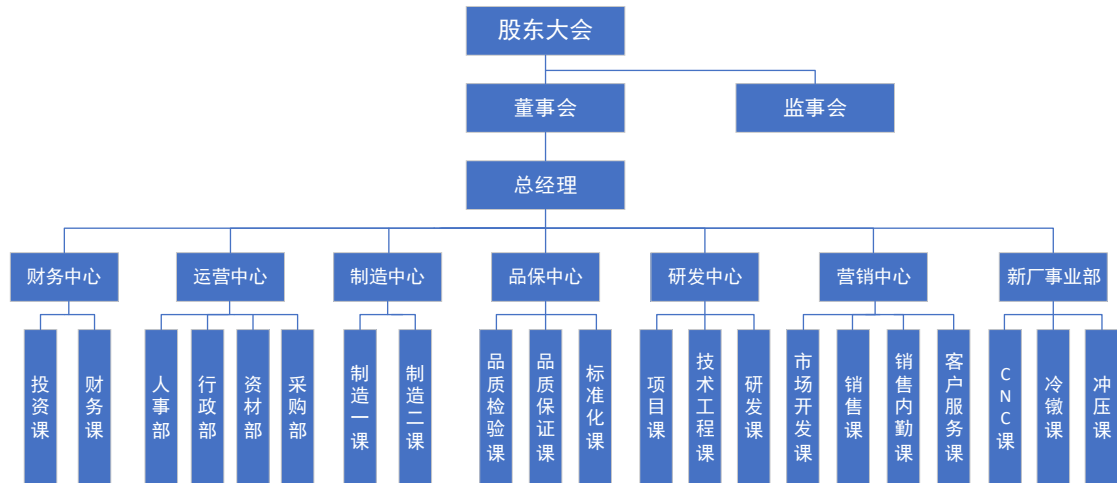 股东大会
董事会
监事会
总经理
财务中心
运营中心
制造中心
品保中心
研发中心
营销中心
新厂事业部
投资课
财务课
人事部
行政部
资材部
采购部
制造一课
制造二课
品质检验课
品质保证课
标准化课
项目课
技术工程课
研发课
市场开发课
销售课
销售内勤课
客户服务课
CNC课
冷镦课
冲压课